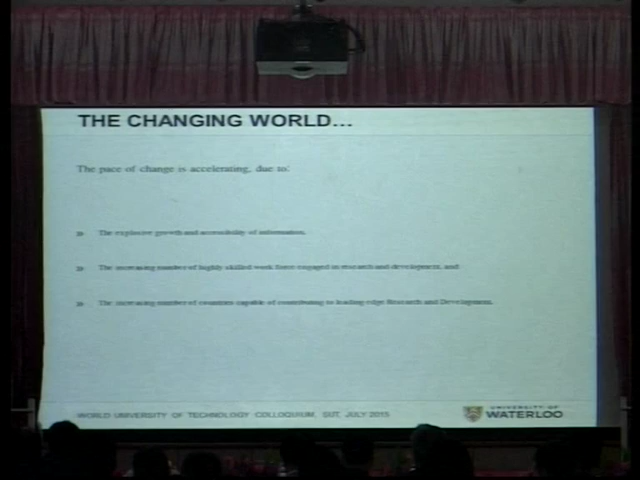 THE CHANGING WORLD...
The pace of change is accelerating, due to:
» The explosive growth and accessibility of information.
» The increasing number of highly skilled work force engaged in research and development, and
» The increasing number of countries capable of contributing to leading edge Research and Development.
WORLD UNIVERSITY OF TECHNOLOGY COLLOQUIUM, SUT, JULY 2015
UNIVERSITY OF
WATERLOO